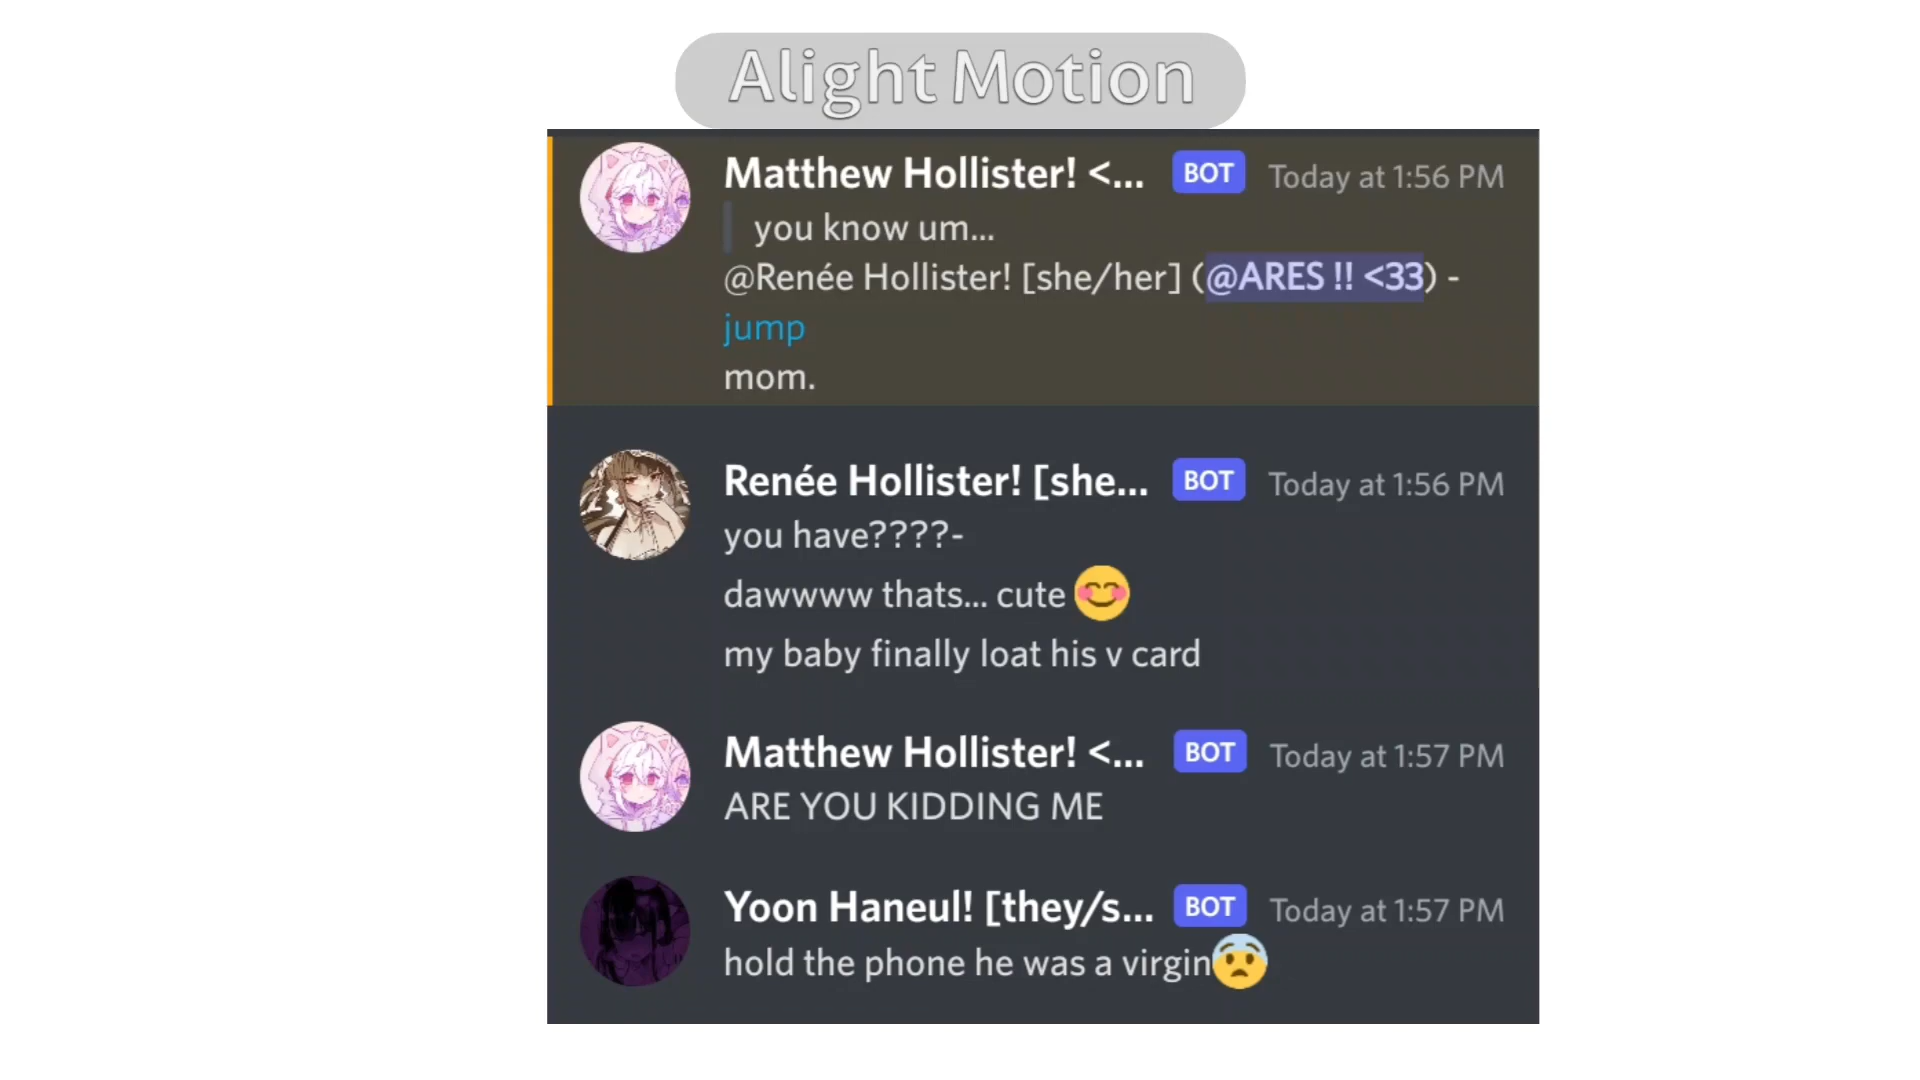 Alight Motion
Matthew Hollister! <... BOT Today at 1:56 PM
you know um...
@Renée Hollister! [she/her] (@ARES !! <33) -
jump
mom.
Renée Hollister! [she... BOT Today at 1:56 PM
you have????-
dawwww thats... cute 😊
my baby finally loat his v card
Matthew Hollister! <... BOT Today at 1:57 PM
ARE YOU KIDDING ME
Yoon Haneul! [they/s... BOT Today at 1:57 PM
hold the phone he was a virgin😰